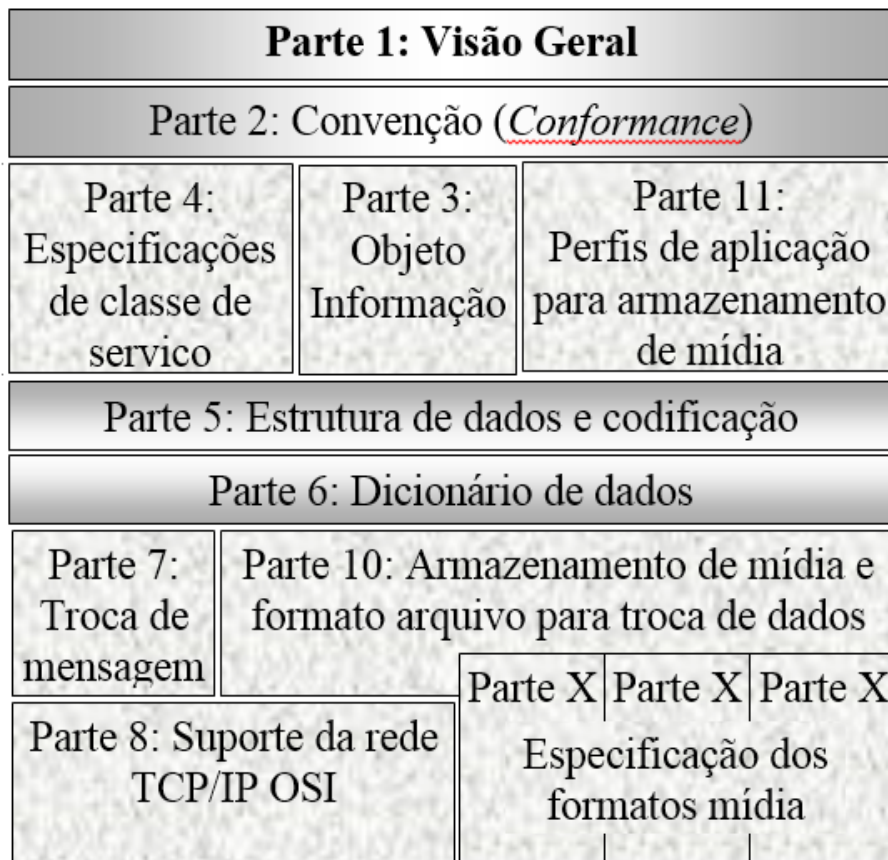 Parte 1: Visão Geral
Parte 2: Convenção (Conformance)
Parte 4:
Especificações
de classe de
servico
Parte 3:
Objeto
Informação
Parte 11:
Perfis de aplicação
para armazenamento
de mídia
Parte 5: Estrutura de dados e codificação
Parte 6: Dicionário de dados
Parte 7:
Troca de
mensagem
Parte 10: Armazenamento de mídia e
formato arquivo para troca de dados
Parte 8: Suporte da rede
TCP/IP OSI
Parte X Parte X Parte X
Especificação dos
formatos mídia